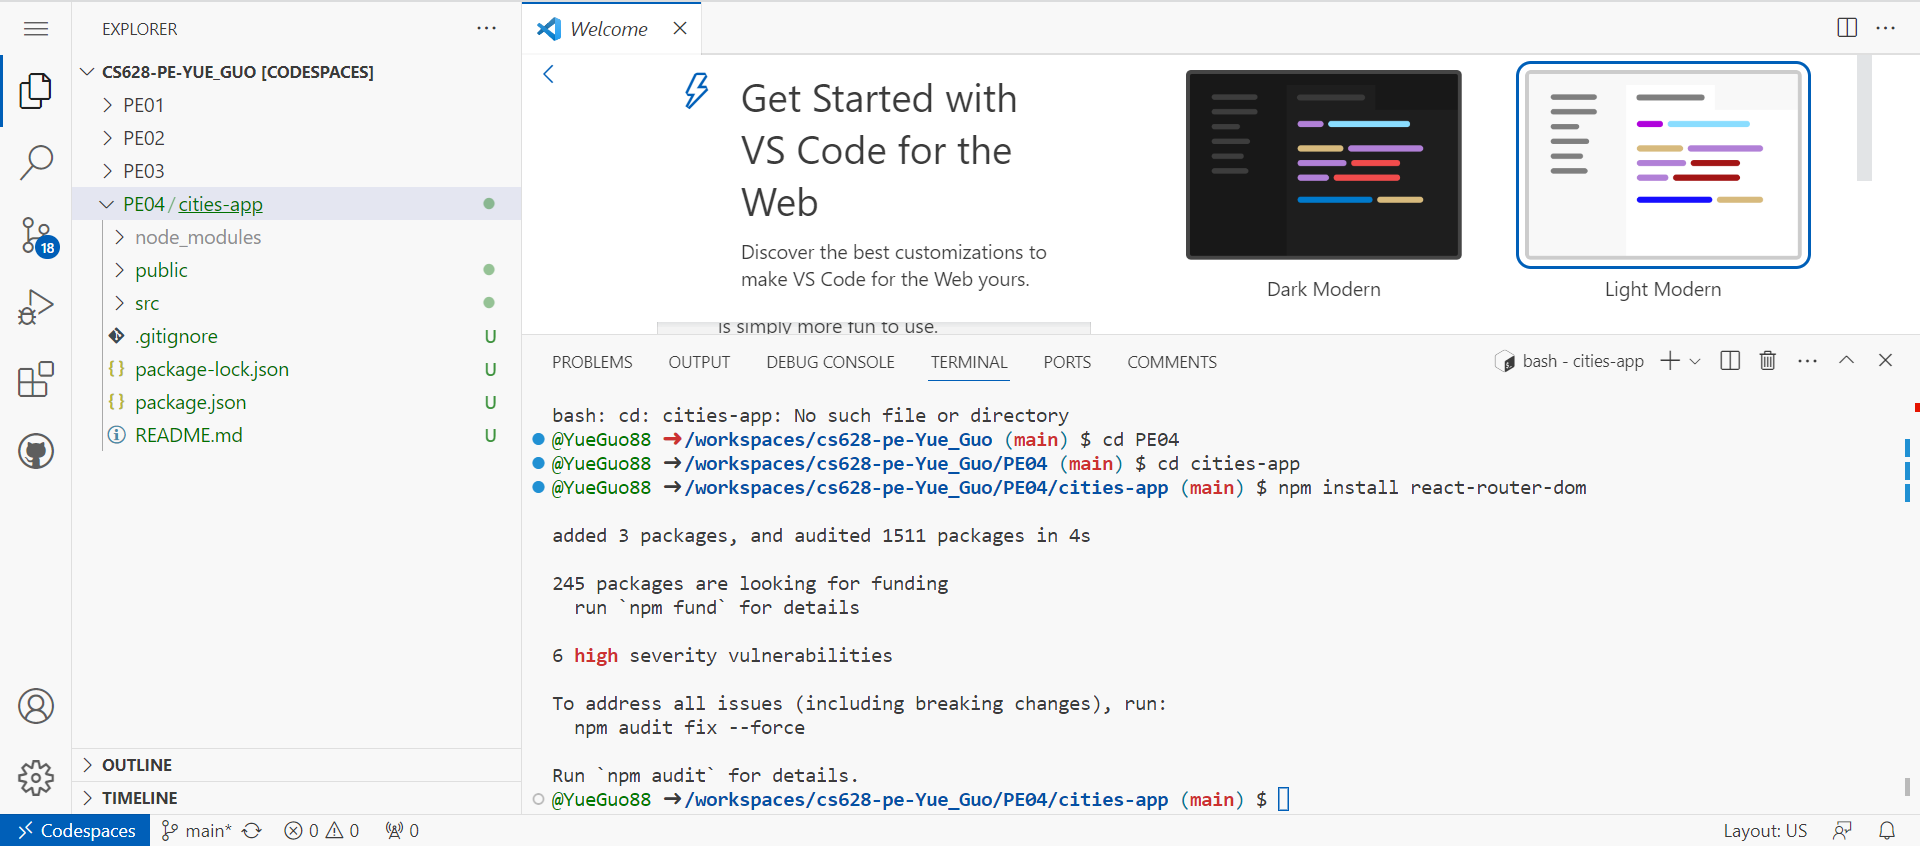 EXPLORER
CS628-PE-YUE_GUO [CODESPACES]
PE01
PE02
PE03
PE04/cities-app
node_modules
public
src
.gitignore U
package-lock.json U
package.json U
README.md U
OUTLINE
TIMELINE
18
Welcome
Get Started with
VS Code for the
Web
Discover the best customizations to
make VS Code for the Web yours.
is simply more fun to use.
Dark Modern
Light Modern
PROBLEMS OUTPUT DEBUG CONSOLE TERMINAL PORTS COMMENTS
bash - cities-app
bash: cd: cities-app: No such file or directory
@YueGuo88 ➜/workspaces/cs628-pe-Yue_Guo (main) $ cd PE04
@YueGuo88 ➜/workspaces/cs628-pe-Yue_Guo/PE04 (main) $ cd cities-app
@YueGuo88 ➜/workspaces/cs628-pe-Yue_Guo/PE04/cities-app (main) $ npm install react-router-dom
added 3 packages, and audited 1511 packages in 4s
245 packages are looking for funding
run `npm fund` for details
6 high severity vulnerabilities
To address all issues (including breaking changes), run:
npm audit fix --force
Run `npm audit` for details.
@YueGuo88 ➜/workspaces/cs628-pe-Yue_Guo/PE04/cities-app (main) $
Codespaces main* 0 0 0 Layout: US